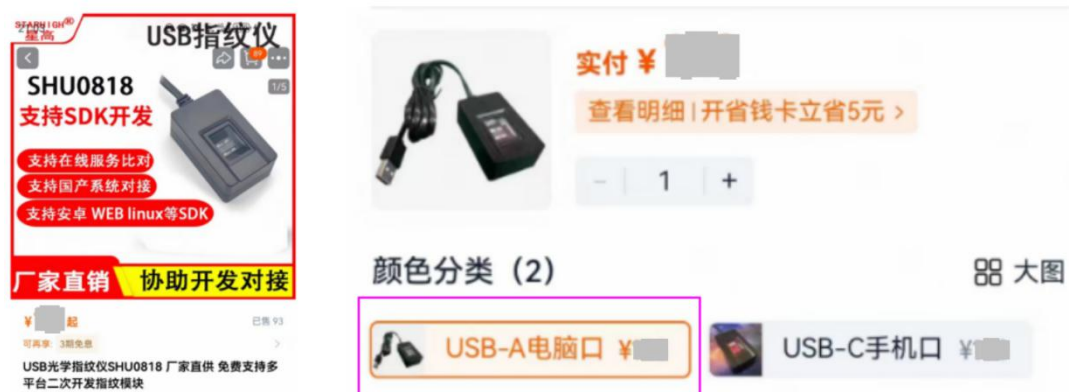 STARHIGH®
星高
USB指纹仪
89
SHU0818
1/5
支持SDK开发
支持在线服务比对
支持国产系统对接
支持安卓 WEB linux等SDK
厂家直销
协助开发对接
¥ 起
已售 93
可再享: 3期免息
USB光学指纹仪SHU0818 厂家直供 免费支持多
平台二次开发指纹模块
实付 ¥
查看明细 | 开省钱卡立省5元 >
- 1 +
颜色分类（2）
大图
USB-A电脑口 ¥
USB-C手机口 ¥